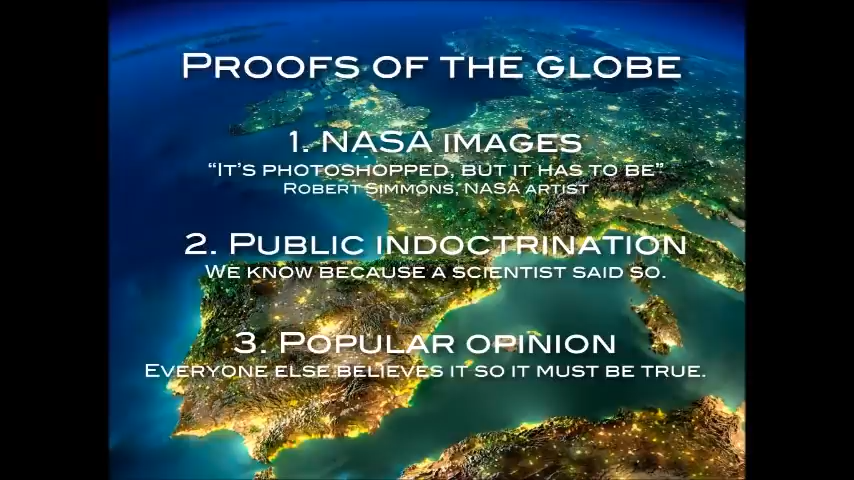 Proofs of the globe
1. NASA images
"It's photoshopped, but it has to be"
Robert Simmons, NASA artist
2. Public indoctrination
We know because a scientist said so.
3. Popular opinion
Everyone else believes it so it must be true.